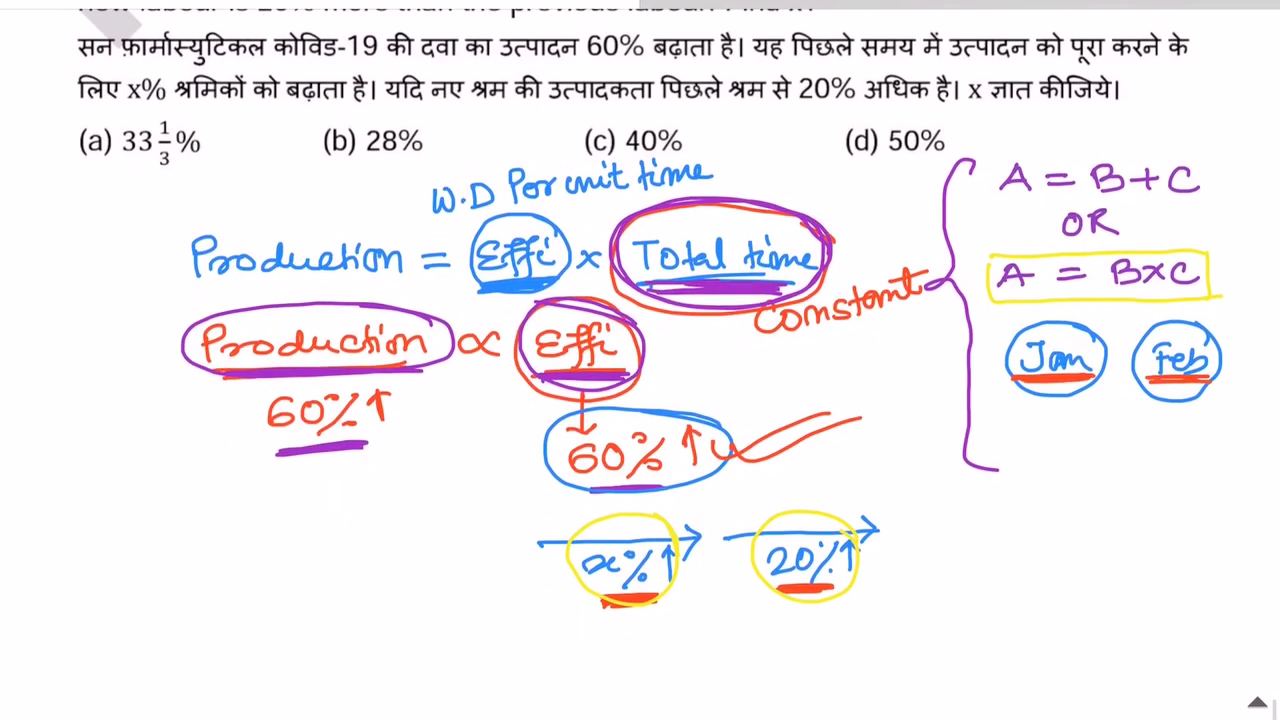 सन फ़ार्मास्युटिकल कोविड-19 की दवा का उत्पादन 60% बढ़ाता है। यह पिछले समय में उत्पादन को पूरा करने के
लिए x% श्रमिकों को बढ़ाता है। यदि नए श्रम की उत्पादकता पिछले श्रम से 20% अधिक है। x ज्ञात कीजिये।
(a) 33 1/3 % (b) 28% (c) 40% (d) 50%
W.D Per unit time
Production = Effi × Total time
Constant
Production ∝ Effi
60%↑
60%↑
x%↑ 20%↑
A = B+C
OR
A = B×C
Jan Feb